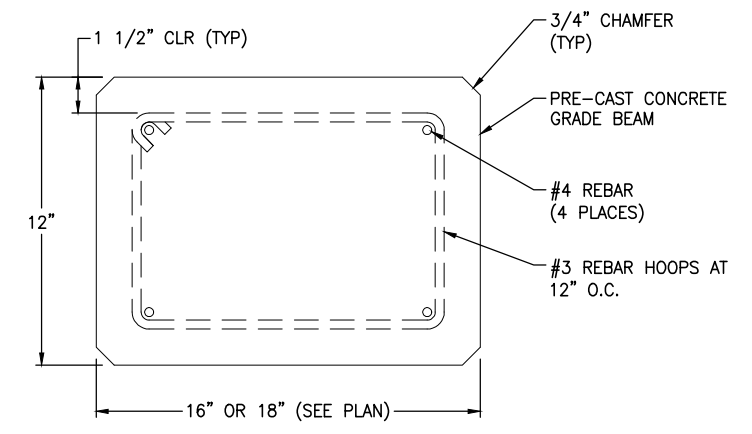 1 1/2" CLR (TYP)
3/4" CHAMFER
(TYP)
PRE-CAST CONCRETE
GRADE BEAM
#4 REBAR
(4 PLACES)
12"
#3 REBAR HOOPS AT
12" O.C.
16" OR 18" (SEE PLAN)